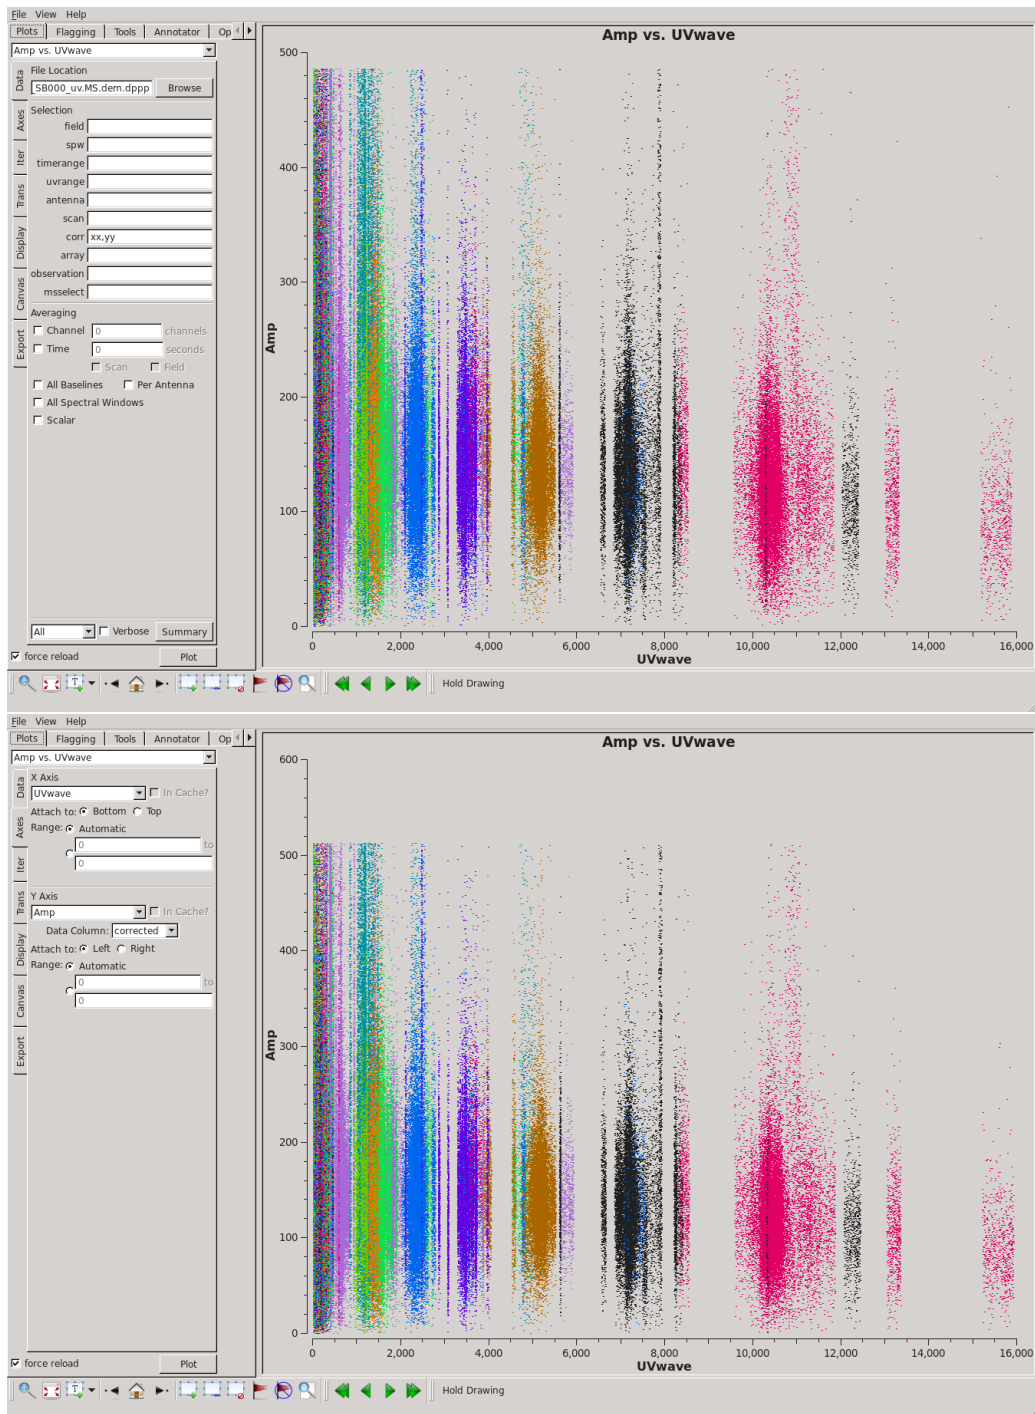 File View Help
Plots Flagging Tools Annotator Op
Amp vs. UVwave
Data
Axes
Iter
Trans
Display
Canvas
Export
File Location
SB000_uv.MS.dem.dppp Browse
Selection
field
spw
timerange
uvrange
antenna
scan
corr xx,yy
array
observation
msselect
Averaging
Channel 0 channels
Time 0 seconds
Scan Field
All Baselines Per Antenna
All Spectral Windows
Scalar
All Verbose Summary
force reload Plot
Amp vs. UVwave
500
400
300
200
100
0
Amp
0 2,000 4,000 6,000 8,000 10,000 12,000 14,000 16,000
UVwave
Hold Drawing
File View Help
Plots Flagging Tools Annotator Op
Amp vs. UVwave
Data
Axes
Iter
Trans
Display
Canvas
Export
X Axis
UVwave In Cache?
Attach to: Bottom Top
Range: Automatic
0 to
0
Y Axis
Amp In Cache?
Data Column: corrected
Attach to: Left Right
Range: Automatic
0 to
0
force reload Plot
Amp vs. UVwave
600
500
400
300
200
100
0
Amp
0 2,000 4,000 6,000 8,000 10,000 12,000 14,000 16,000
UVwave
Hold Drawing